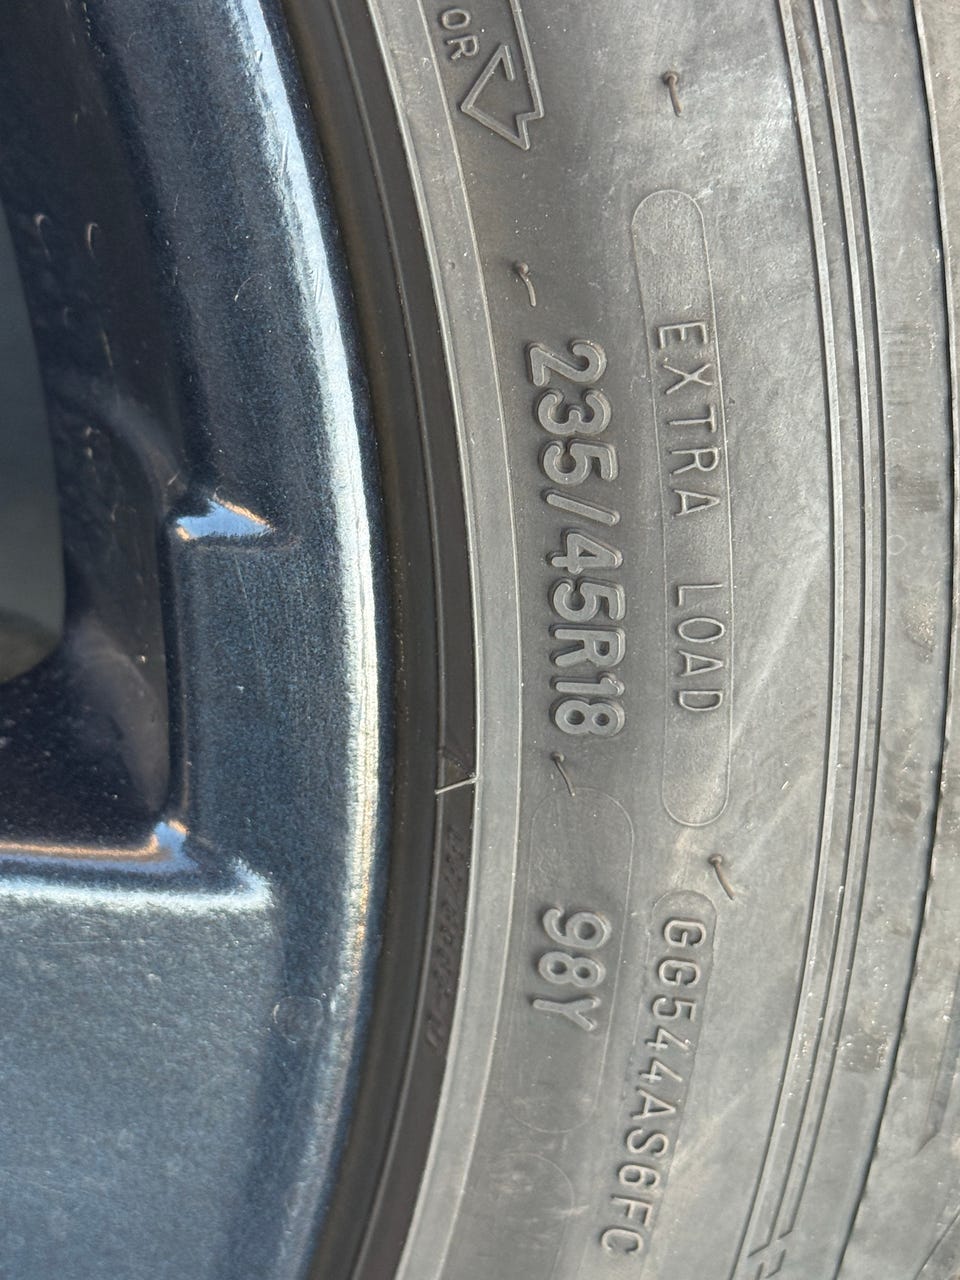 OR
EXTRA LOAD
235/45R18
98Y
GG544AS6FC